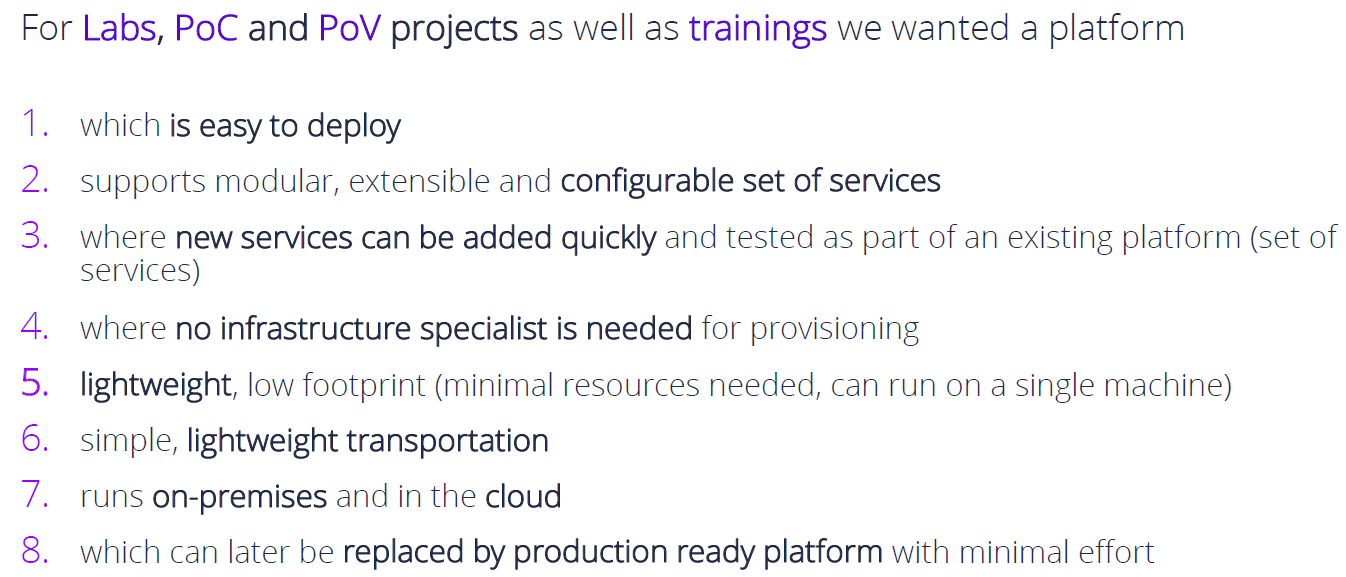 For Labs, PoC and PoV projects as well as trainings we wanted a platform
1. which is easy to deploy
2. supports modular, extensible and configurable set of services
3. where new services can be added quickly and tested as part of an existing platform (set of
services)
4. where no infrastructure specialist is needed for provisioning
5. lightweight, low footprint (minimal resources needed, can run on a single machine)
6. simple, lightweight transportation
7. runs on-premises and in the cloud
8. which can later be replaced by production ready platform with minimal effort